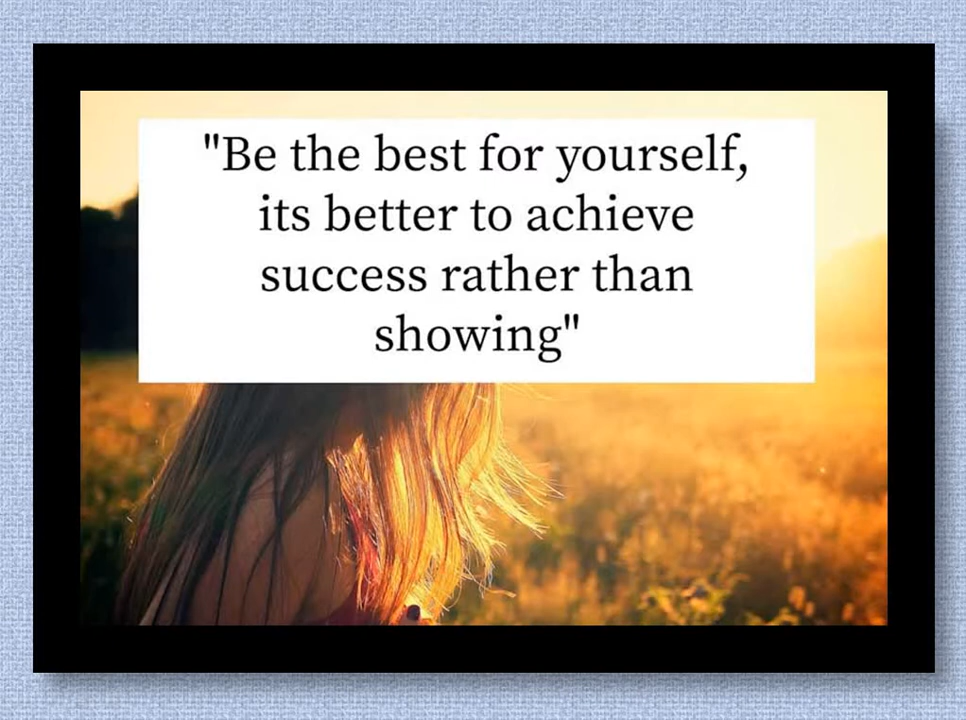 "Be the best for yourself,
its better to achieve
success rather than
showing"